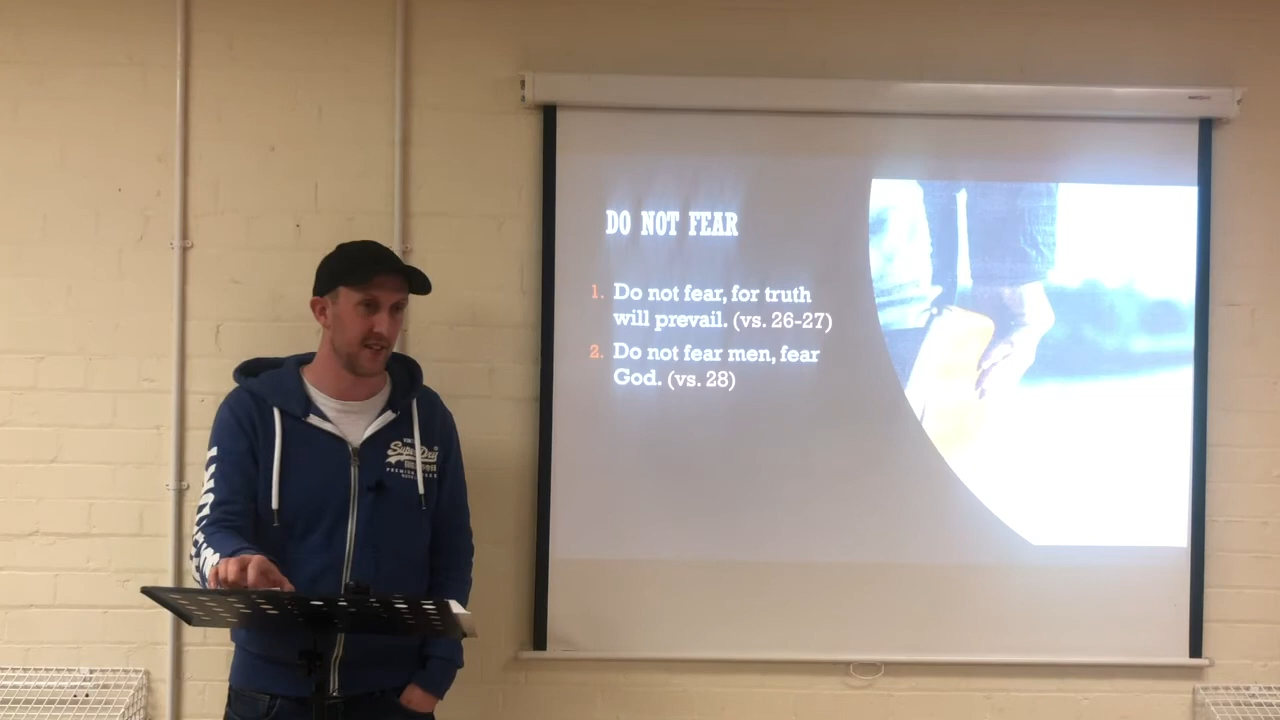 DO NOT FEAR
1. Do not fear, for truth
will prevail. (vs. 26-27)
2. Do not fear men, fear
God. (vs. 28)
SuperDry